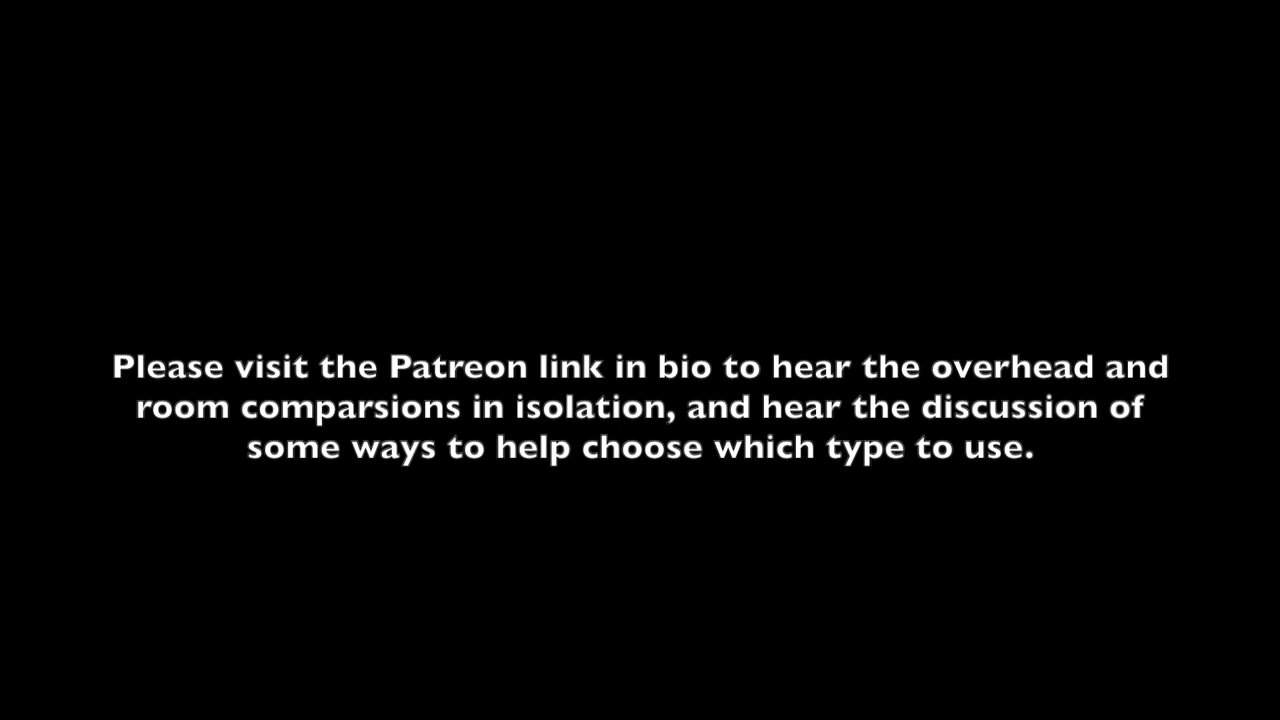 Please visit the Patreon link in bio to hear the overhead and
room comparsions in isolation, and hear the discussion of
some ways to help choose which type to use.